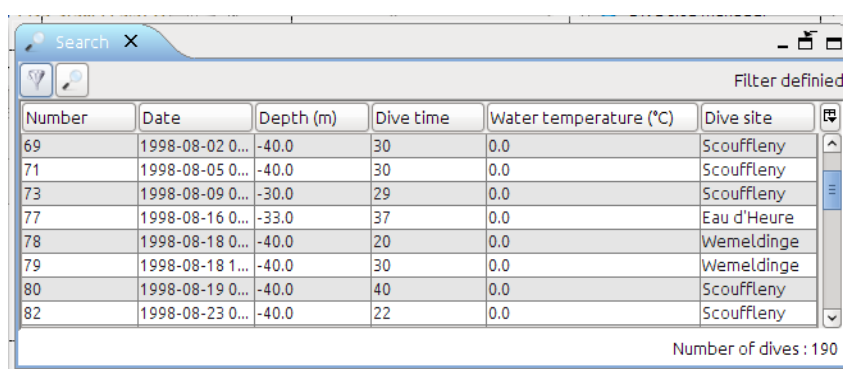 Search X
Filter definied
Number Date Depth (m) Dive time Water temperature (°C) Dive site
69 1998-08-02 0... -40.0 30 0.0 Scouffleny
71 1998-08-05 0... -40.0 30 0.0 Scouffleny
73 1998-08-09 0... -30.0 29 0.0 Scouffleny
77 1998-08-16 0... -33.0 37 0.0 Eau d'Heure
78 1998-08-18 0... -40.0 20 0.0 Wemeldinge
79 1998-08-18 1... -40.0 30 0.0 Wemeldinge
80 1998-08-19 0... -40.0 40 0.0 Scouffleny
82 1998-08-23 0... -40.0 22 0.0 Scouffleny
Number of dives : 190